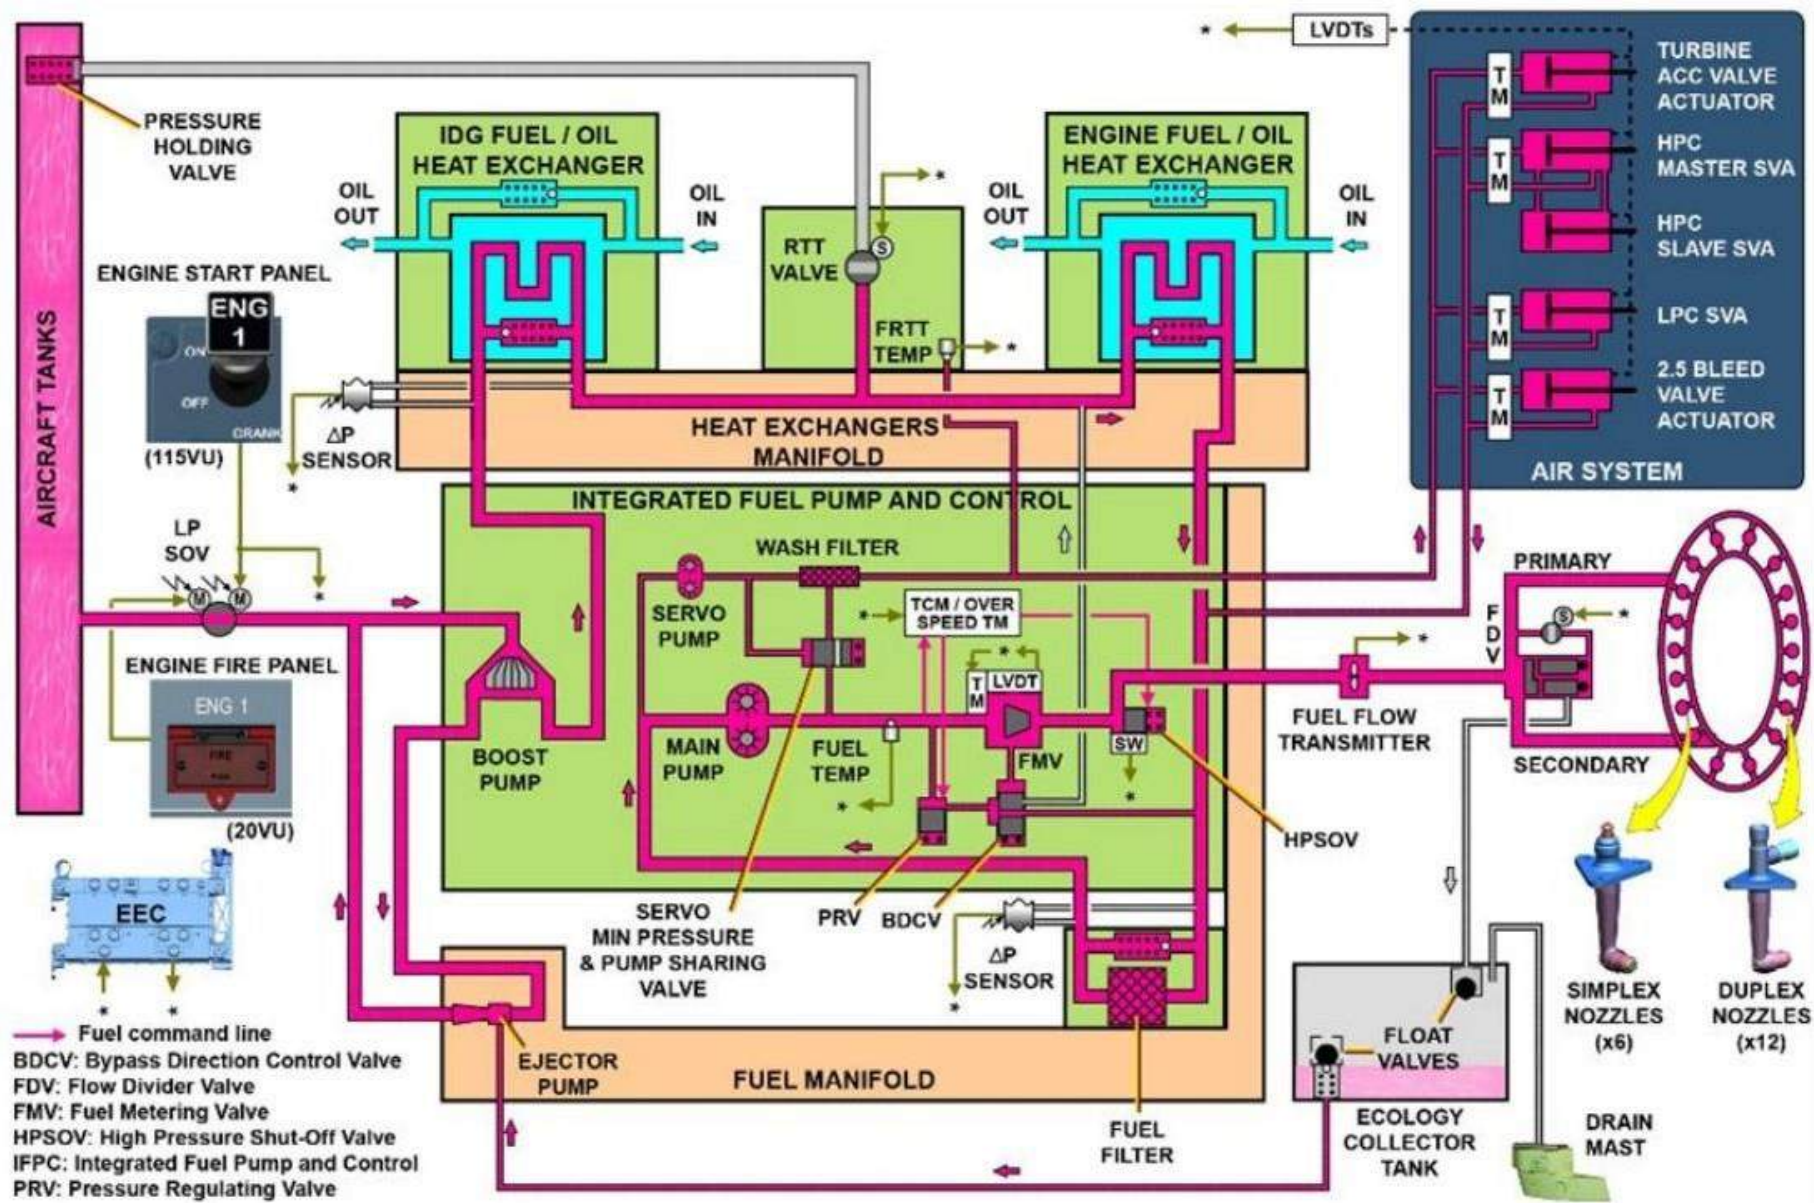 LVDTs
PRESSURE
HOLDING
VALVE
AIRCRAFT TANKS
IDG FUEL / OIL
HEAT EXCHANGER
OIL
OUT
OIL
IN
RTT
VALVE
S
FRTT
TEMP
ENGINE FUEL / OIL
HEAT EXCHANGER
OIL
OUT
OIL
IN
T
M
TURBINE
ACC VALVE
ACTUATOR
T
M
HPC
MASTER SVA
HPC
SLAVE SVA
T
M
LPC SVA
T
M
2.5 BLEED
VALVE
ACTUATOR
AIR SYSTEM
ENGINE START PANEL
ENG
1
ON
OFF
CRANK
(115VU)
ΔP
SENSOR
HEAT EXCHANGERS
MANIFOLD
LP
SOV
M
M
INTEGRATED FUEL PUMP AND CONTROL
WASH FILTER
SERVO
PUMP
TCM / OVER
SPEED TM
T
M
LVDT
MAIN
PUMP
FUEL
TEMP
FMV
SW
BOOST
PUMP
ENGINE FIRE PANEL
ENG 1
FIRE
PUSH
(20VU)
PRIMARY
F
D
V
S
SECONDARY
FUEL FLOW
TRANSMITTER
HPSOV
SERVO
MIN PRESSURE
& PUMP SHARING
VALVE
PRV
BDCV
ΔP
SENSOR
EEC
EJECTOR
PUMP
FUEL MANIFOLD
FUEL
FILTER
FLOAT
VALVES
ECOLOGY
COLLECTOR
TANK
DRAIN
MAST
SIMPLEX
NOZZLES
(x6)
DUPLEX
NOZZLES
(x12)
Fuel command line
BDCV: Bypass Direction Control Valve
FDV: Flow Divider Valve
FMV: Fuel Metering Valve
HPSOV: High Pressure Shut-Off Valve
IFPC: Integrated Fuel Pump and Control
PRV: Pressure Regulating Valve